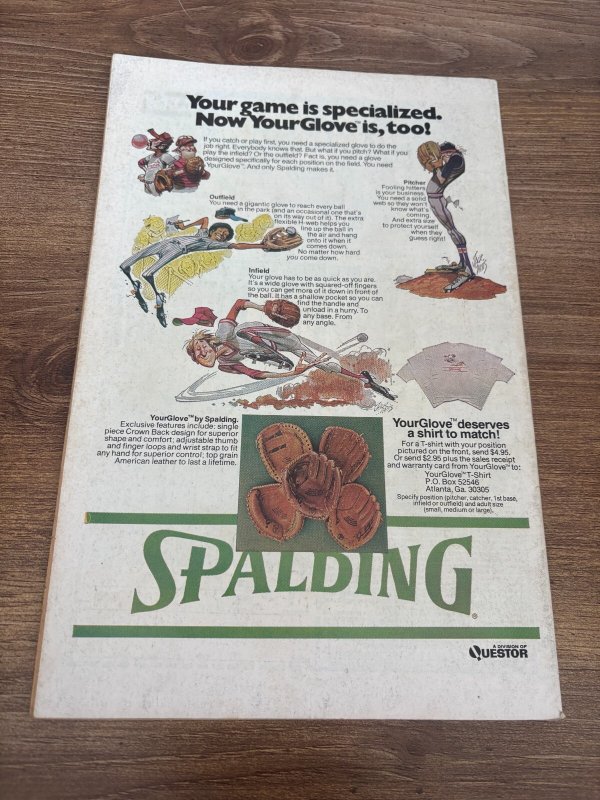 Your game is specialized.
Now YourGlove™ is, too!
If you catch or play first, you need a specialized glove to do the
job right. Everybody knows that. But what if you pitch? What if you
play the infield? Or the outfield? Fact is, you need a glove
designed specifically for each position on the field. You need
YourGlove™. And only Spalding makes it.
Pitcher
Fooling hitters
is your business.
You need a solid
web so they won't
know what's
coming.
And extra size
to protect yourself
when they
guess right!
Outfield
You need a gigantic glove to reach every ball
in the park (and an occasional one that's
on its way out of it). The extra
flexible H-web helps you
line up the ball in
the air and hang
onto it when it
comes down.
No matter how hard
you come down.
Infield
Your glove has to be as quick as you are.
It's a wide glove with squared-off fingers
so you can get more of it down in front of
the ball. It has a shallow pocket so you can
find the handle and
unload in a hurry. To
any base. From
any angle.
YourGlove™ by Spalding.
Exclusive features include: single
piece Crown Back design for superior
shape and comfort; adjustable thumb
and finger loops and wrist strap to fit
any hand for superior control; top grain
American leather to last a lifetime.
YourGlove™ deserves
a shirt to match!
For a T-shirt with your position
pictured on the front, send $4.95.
Or send $2.95 plus the sales receipt
and warranty card from YourGlove™ to:
YourGlove™ T-Shirt
P.O. Box 52546
Atlanta, Ga. 30305
Specify position (pitcher, catcher, 1st base,
infield or outfield) and adult size
(small, medium or large).
SPALDING®
A DIVISION OF
QUESTOR